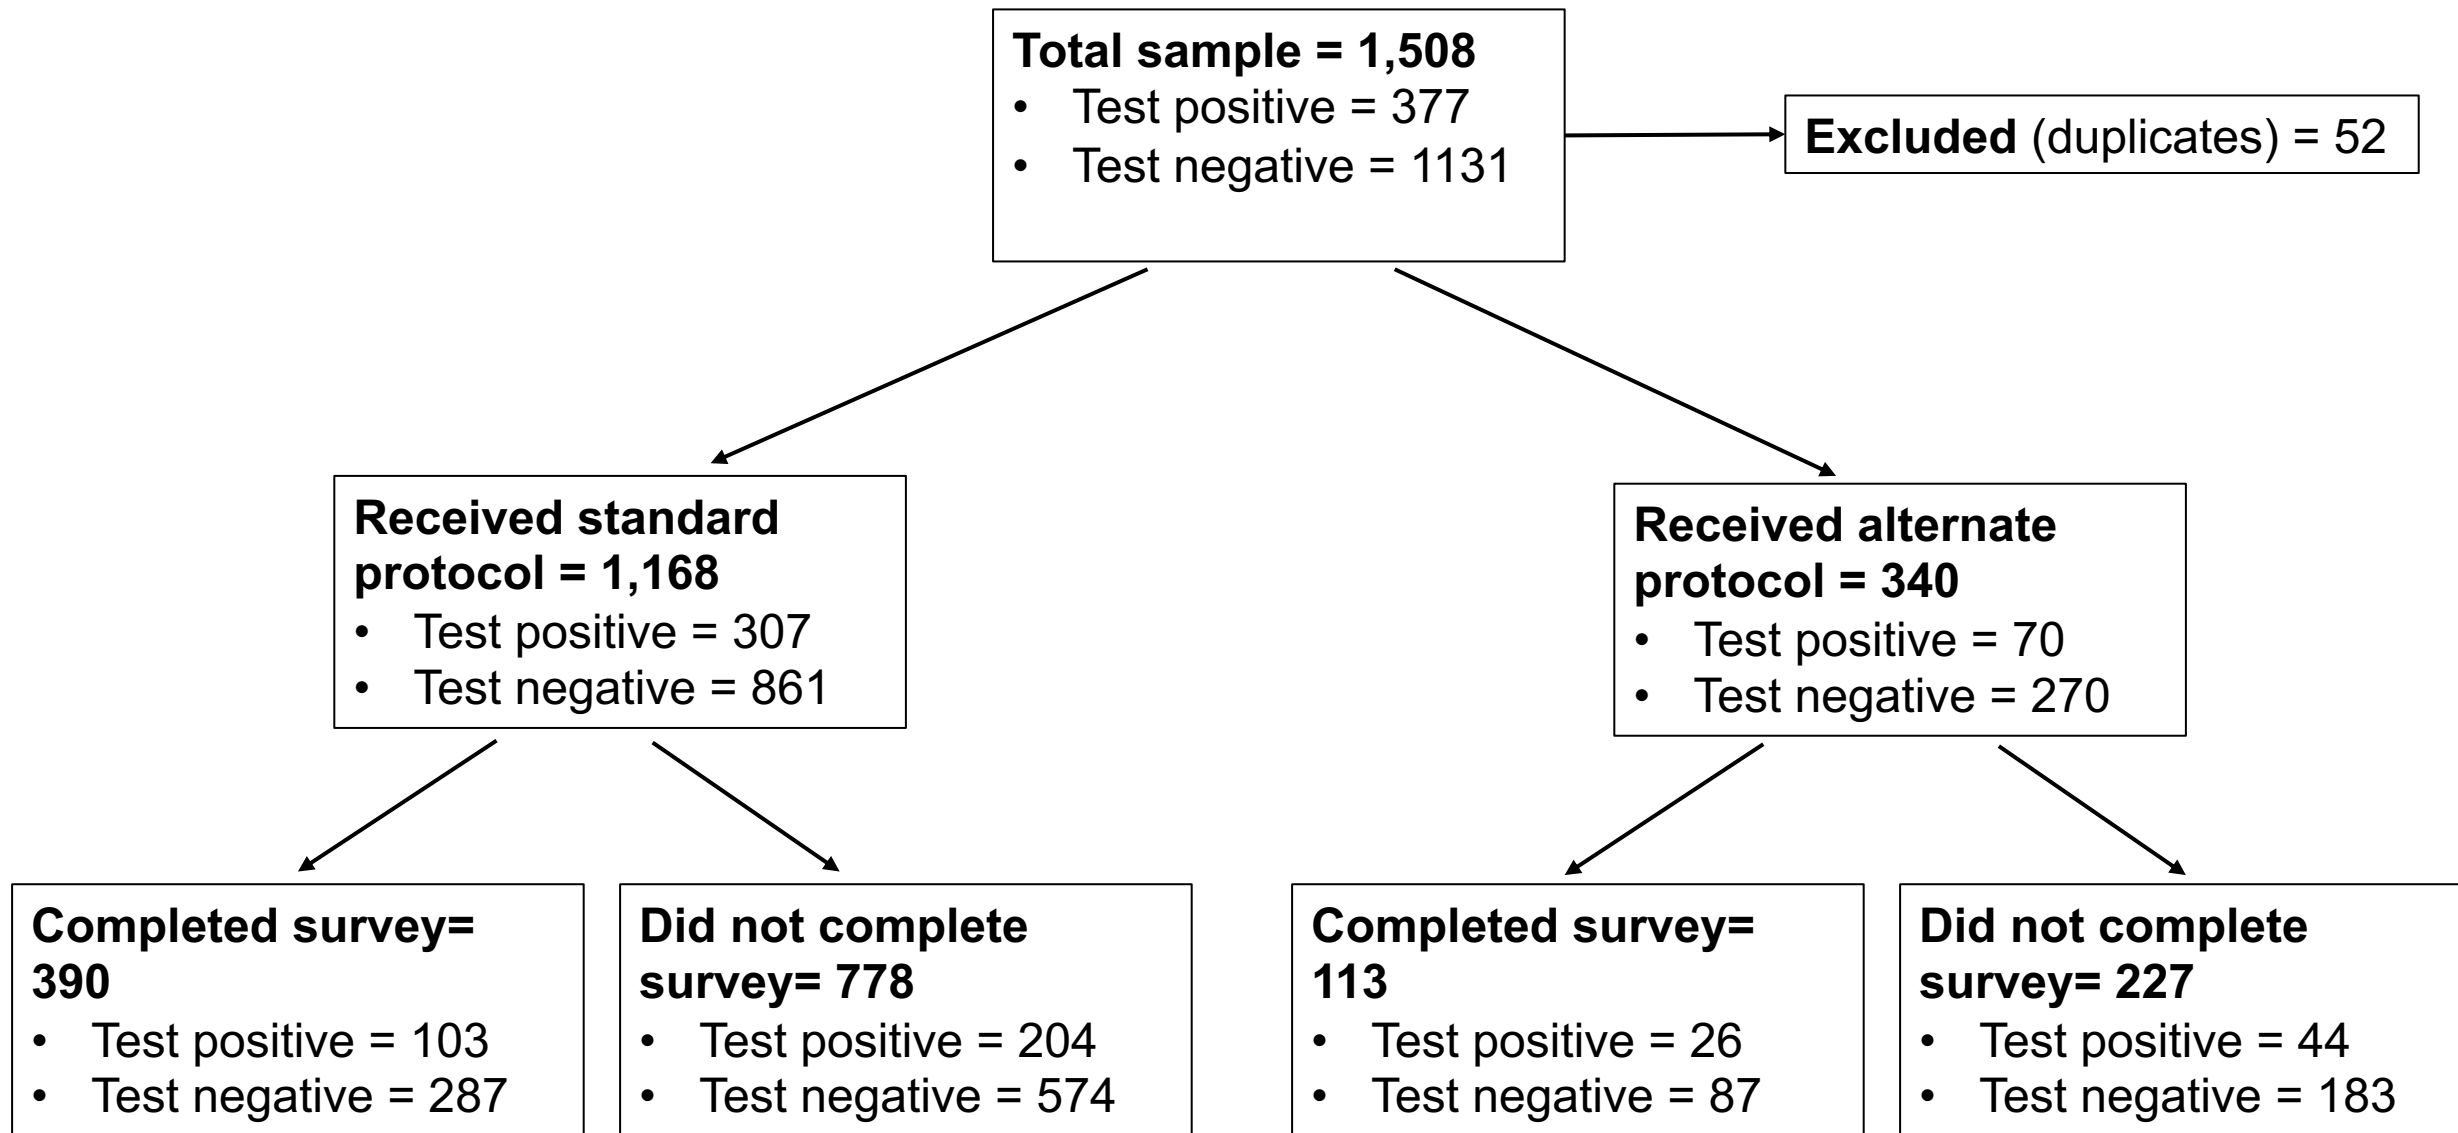 Total sample = 1,508
• Test positive = 377
• Test negative = 1131
Excluded (duplicates) = 52
Received standard
protocol = 1,168
• Test positive = 307
• Test negative = 861
Received alternate
protocol = 340
• Test positive = 70
• Test negative = 270
Completed survey=
390
• Test positive = 103
• Test negative = 287
Did not complete
survey= 778
• Test positive = 204
• Test negative = 574
Completed survey=
113
• Test positive = 26
• Test negative = 87
Did not complete
survey= 227
• Test positive = 44
• Test negative = 183